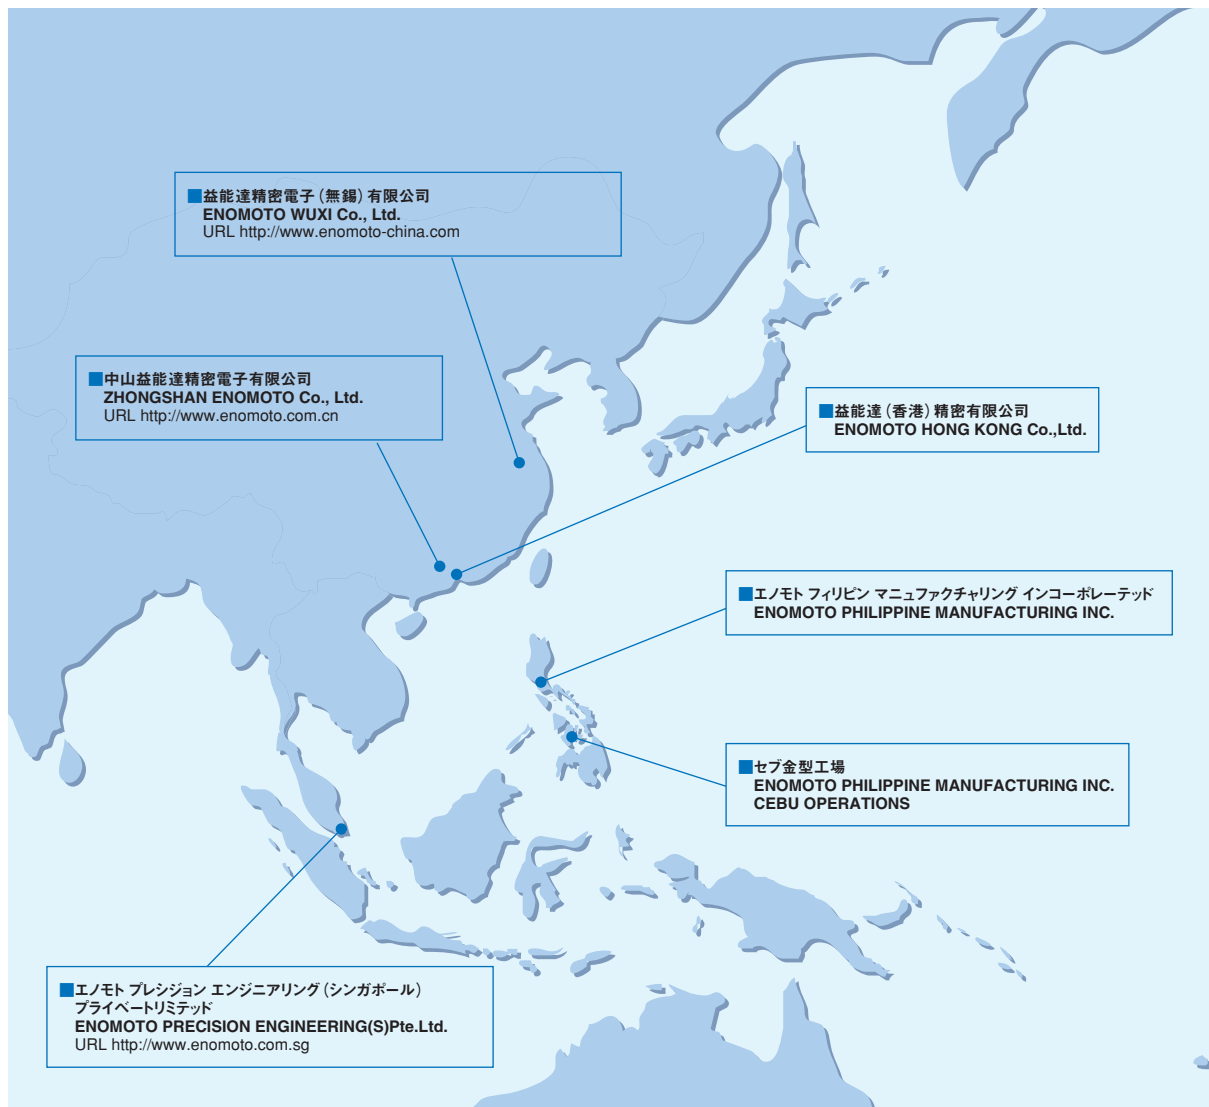 ■益能達精密電子（無錫）有限公司
ENOMOTO WUXI Co., Ltd.
URL http://www.enomoto-china.com
■中山益能達精密電子有限公司
ZHONGSHAN ENOMOTO Co., Ltd.
URL http://www.enomoto.com.cn
■益能達（香港）精密有限公司
ENOMOTO HONG KONG Co.,Ltd.
■エノモト フィリピン マニュファクチャリング インコーポレーテッド
ENOMOTO PHILIPPINE MANUFACTURING INC.
■セブ金型工場
ENOMOTO PHILIPPINE MANUFACTURING INC.
CEBU OPERATIONS
■エノモト プレシジョン エンジニアリング（シンガポール）
プライベートリミテッド
ENOMOTO PRECISION ENGINEERING(S)Pte.Ltd.
URL http://www.enomoto.com.sg